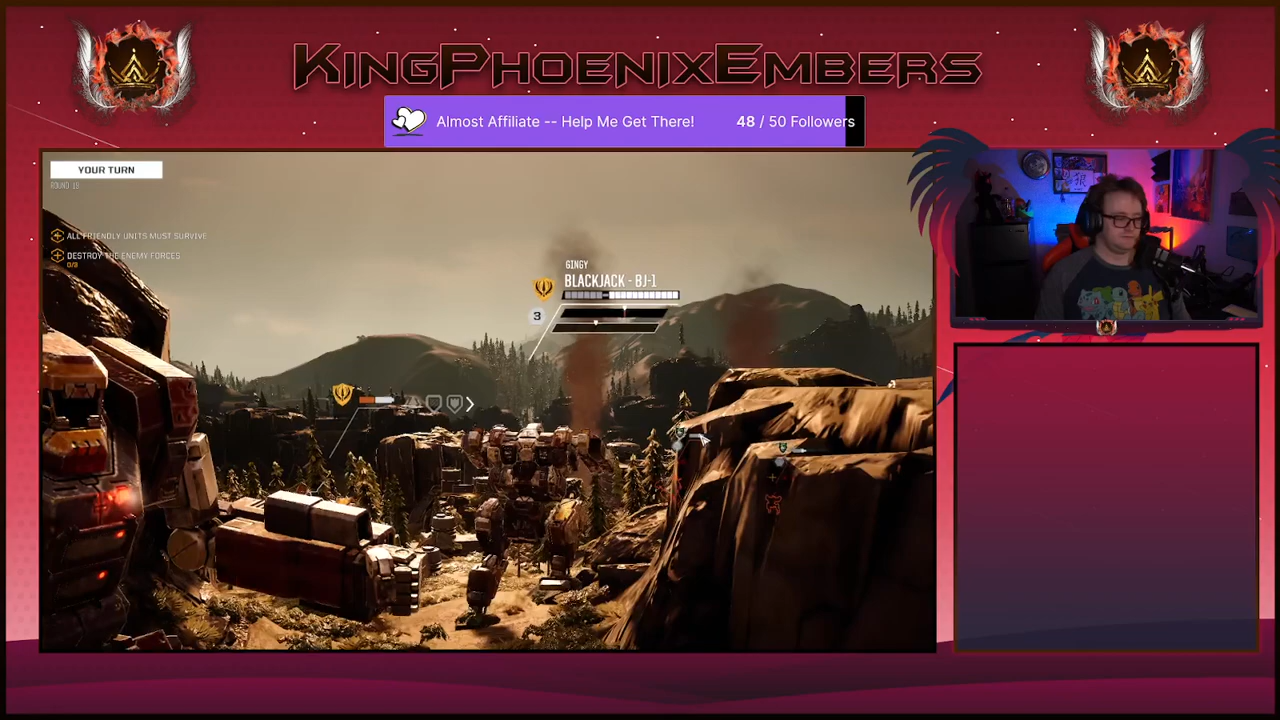 KINGPHOENIXEMBERS
Almost Affiliate -- Help Me Get There! 48 / 50 Followers
YOUR TURN
ALL FRIENDLY UNITS MUST SURVIVE
DESTROY THE ENEMY FORCES
GINGY
BLACKJACK - BJ-1
3